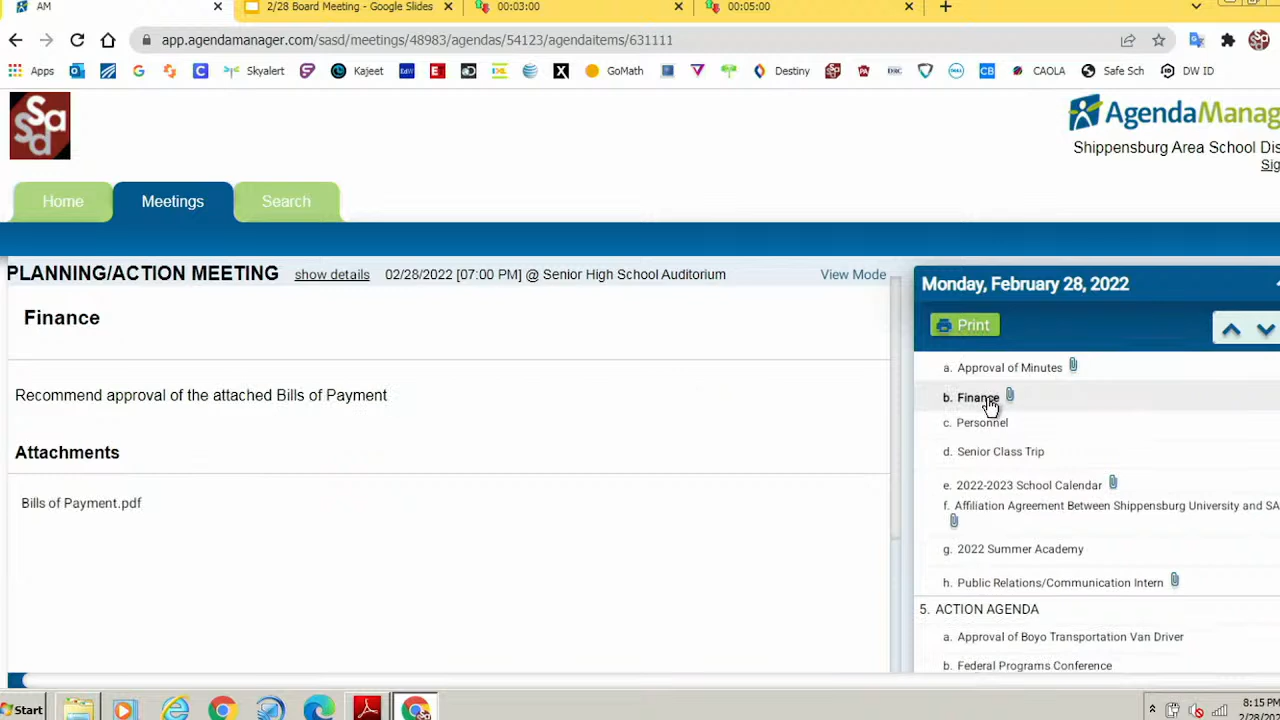 AM
2/28 Board Meeting - Google Slides
00:03:00
00:05:00
app.agendamanager.com/sasd/meetings/48983/agendas/54123/agendaitems/631111
Apps
Skyalert
Kajeet
GoMath
Destiny
CAOLA
Safe Sch
DW ID
Sa
sd
AgendaManag
Shippensburg Area School Dis
Sig
Home
Meetings
Search
PLANNING/ACTION MEETING show details 02/28/2022 [07:00 PM] @ Senior High School Auditorium View Mode
Finance
Recommend approval of the attached Bills of Payment
Attachments
Bills of Payment.pdf
Monday, February 28, 2022
Print
a. Approval of Minutes
b. Finance
c. Personnel
d. Senior Class Trip
e. 2022-2023 School Calendar
f. Affiliation Agreement Between Shippensburg University and SA
g. 2022 Summer Academy
h. Public Relations/Communication Intern
5. ACTION AGENDA
a. Approval of Boyo Transportation Van Driver
b. Federal Programs Conference
Start
8:15 PM